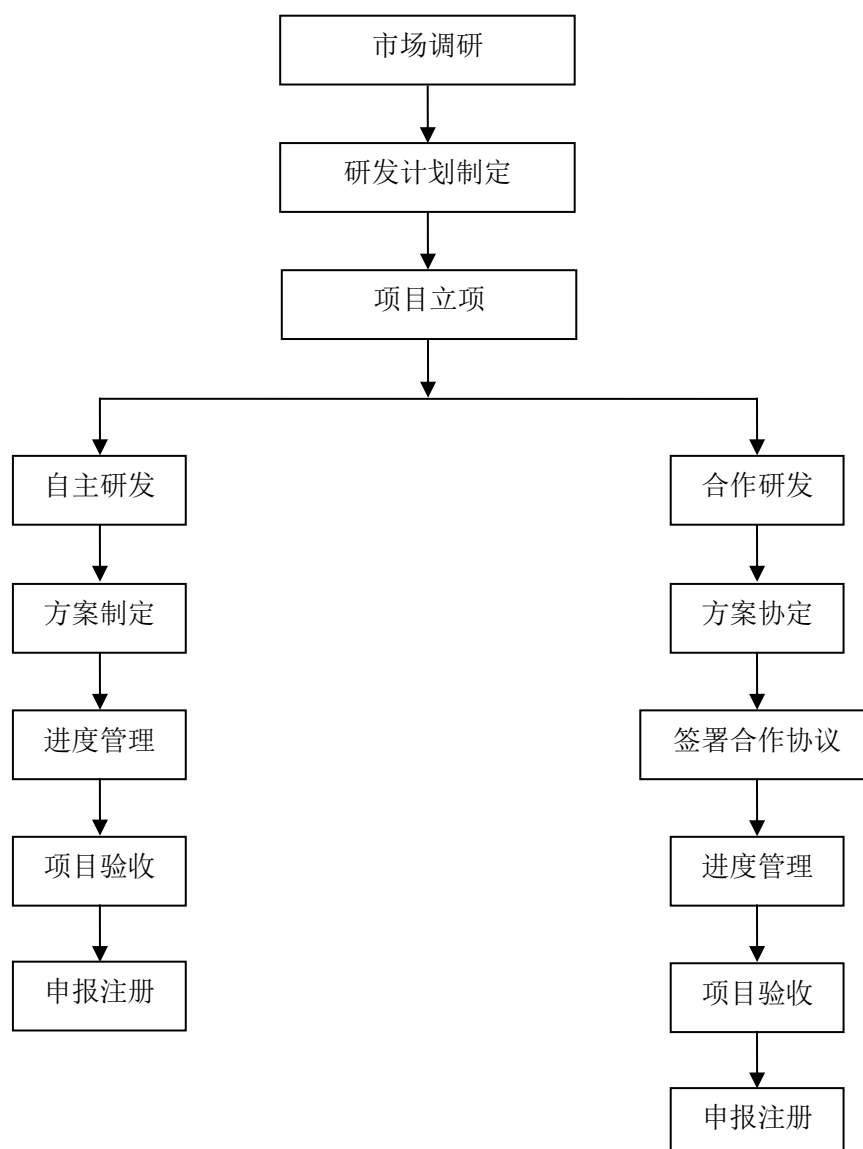 市场调研
研发计划制定
项目立项
自主研发
方案制定
进度管理
项目验收
申报注册
合作研发
方案协定
签署合作协议
进度管理
项目验收
申报注册